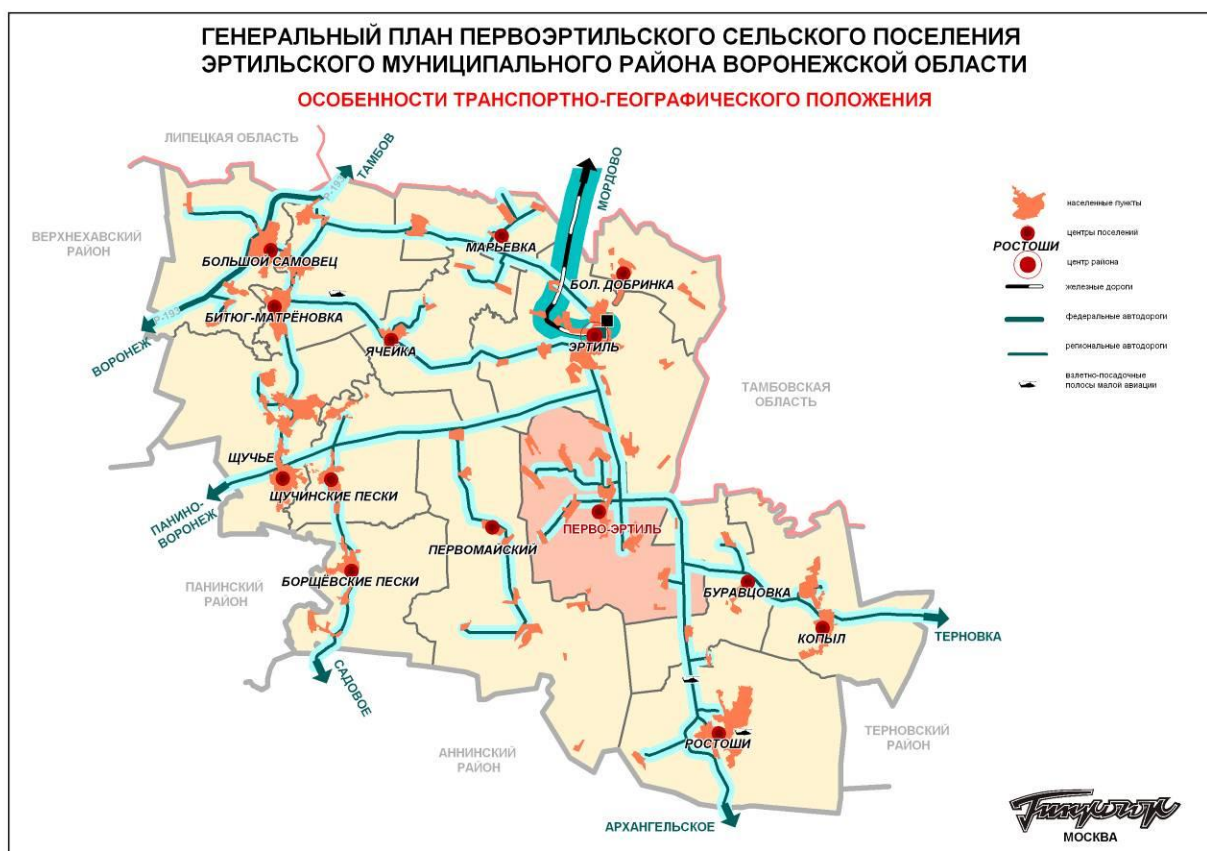 ГЕНЕРАЛЬНЫЙ ПЛАН ПЕРВОЭРТИЛЬСКОГО СЕЛЬСКОГО ПОСЕЛЕНИЯ
ЭРТИЛЬСКОГО МУНИЦИПАЛЬНОГО РАЙОНА ВОРОНЕЖСКОЙ ОБЛАСТИ
ОСОБЕННОСТИ ТРАНСПОРТНО-ГЕОГРАФИЧЕСКОГО ПОЛОЖЕНИЯ
ЛИПЕЦКАЯ ОБЛАСТЬ
ТАМБОВ
Р-193
МОРДОВО
ВЕРХНЕХАВСКИЙ
РАЙОН
БОЛЬШОЙ САМОВЕЦ
МАРЬЕВКА
БОЛ. ДОБРИНКА
Р-193
БИТЮГ-МАТРЁНОВКА
ВОРОНЕЖ
ЯЧЕЙКА
ЭРТИЛЬ
ТАМБОВСКАЯ
ОБЛАСТЬ
ЩУЧЬЕ
ЩУЧИНСКИЕ ПЕСКИ
ПАНИНО-
ВОРОНЕЖ
ПЕРВОМАЙСКИЙ
ПЕРВО-ЭРТИЛЬ
ПАНИНСКИЙ
РАЙОН
БОРЩЁВСКИЕ ПЕСКИ
БУРАВЦОВКА
КОПЫЛ
ТЕРНОВКА
САДОВОЕ
АННИНСКИЙ
РАЙОН
РОСТОШИ
ТЕРНОВСКИЙ
РАЙОН
АРХАНГЕЛЬСКОЕ
населенные пункты
центры поселений
РОСТОШИ
центр района
железные дороги
федеральные автодороги
региональные автодороги
взлетно-посадочные
полосы малой авиации
Гипрогор
МОСКВА